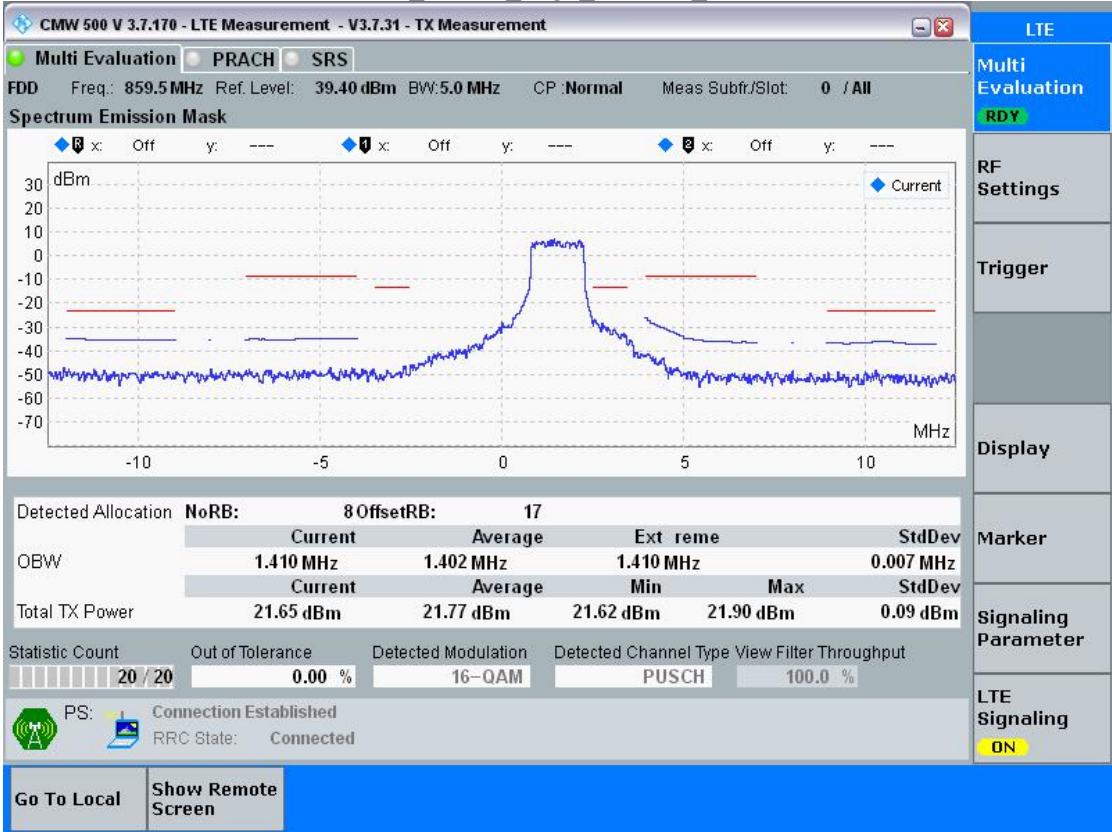 CMW 500 V 3.7.170 - LTE Measurement - V3.7.31 - TX Measurement
LTE
Multi Evaluation PRACH SRS
FDD Freq.: 859.5 MHz Ref. Level: 39.40 dBm BW: 5.0 MHz CP : Normal Meas Subfr./Slot: 0 / All
Spectrum Emission Mask
R x: Off y: --- 1 x: Off y: --- 2 x: Off y: ---
dBm
Current
30
20
10
0
-10
-20
-30
-40
-50
-60
-70
MHz
-10 -5 0 5 10
Detected Allocation NoRB: 8 OffsetRB: 17
Current Average Ext reme StdDev
OBW 1.410 MHz 1.402 MHz 1.410 MHz 0.007 MHz
Current Average Min Max StdDev
Total TX Power 21.65 dBm 21.77 dBm 21.62 dBm 21.90 dBm 0.09 dBm
Statistic Count Out of Tolerance Detected Modulation Detected Channel Type View Filter Throughput
20 / 20 0.00 % 16-QAM PUSCH 100.0 %
PS: Connection Established
RRC State: Connected
Multi
Evaluation
RDY
RF
Settings
Trigger
Display
Marker
Signaling
Parameter
LTE
Signaling
ON
Go To Local
Show Remote
Screen